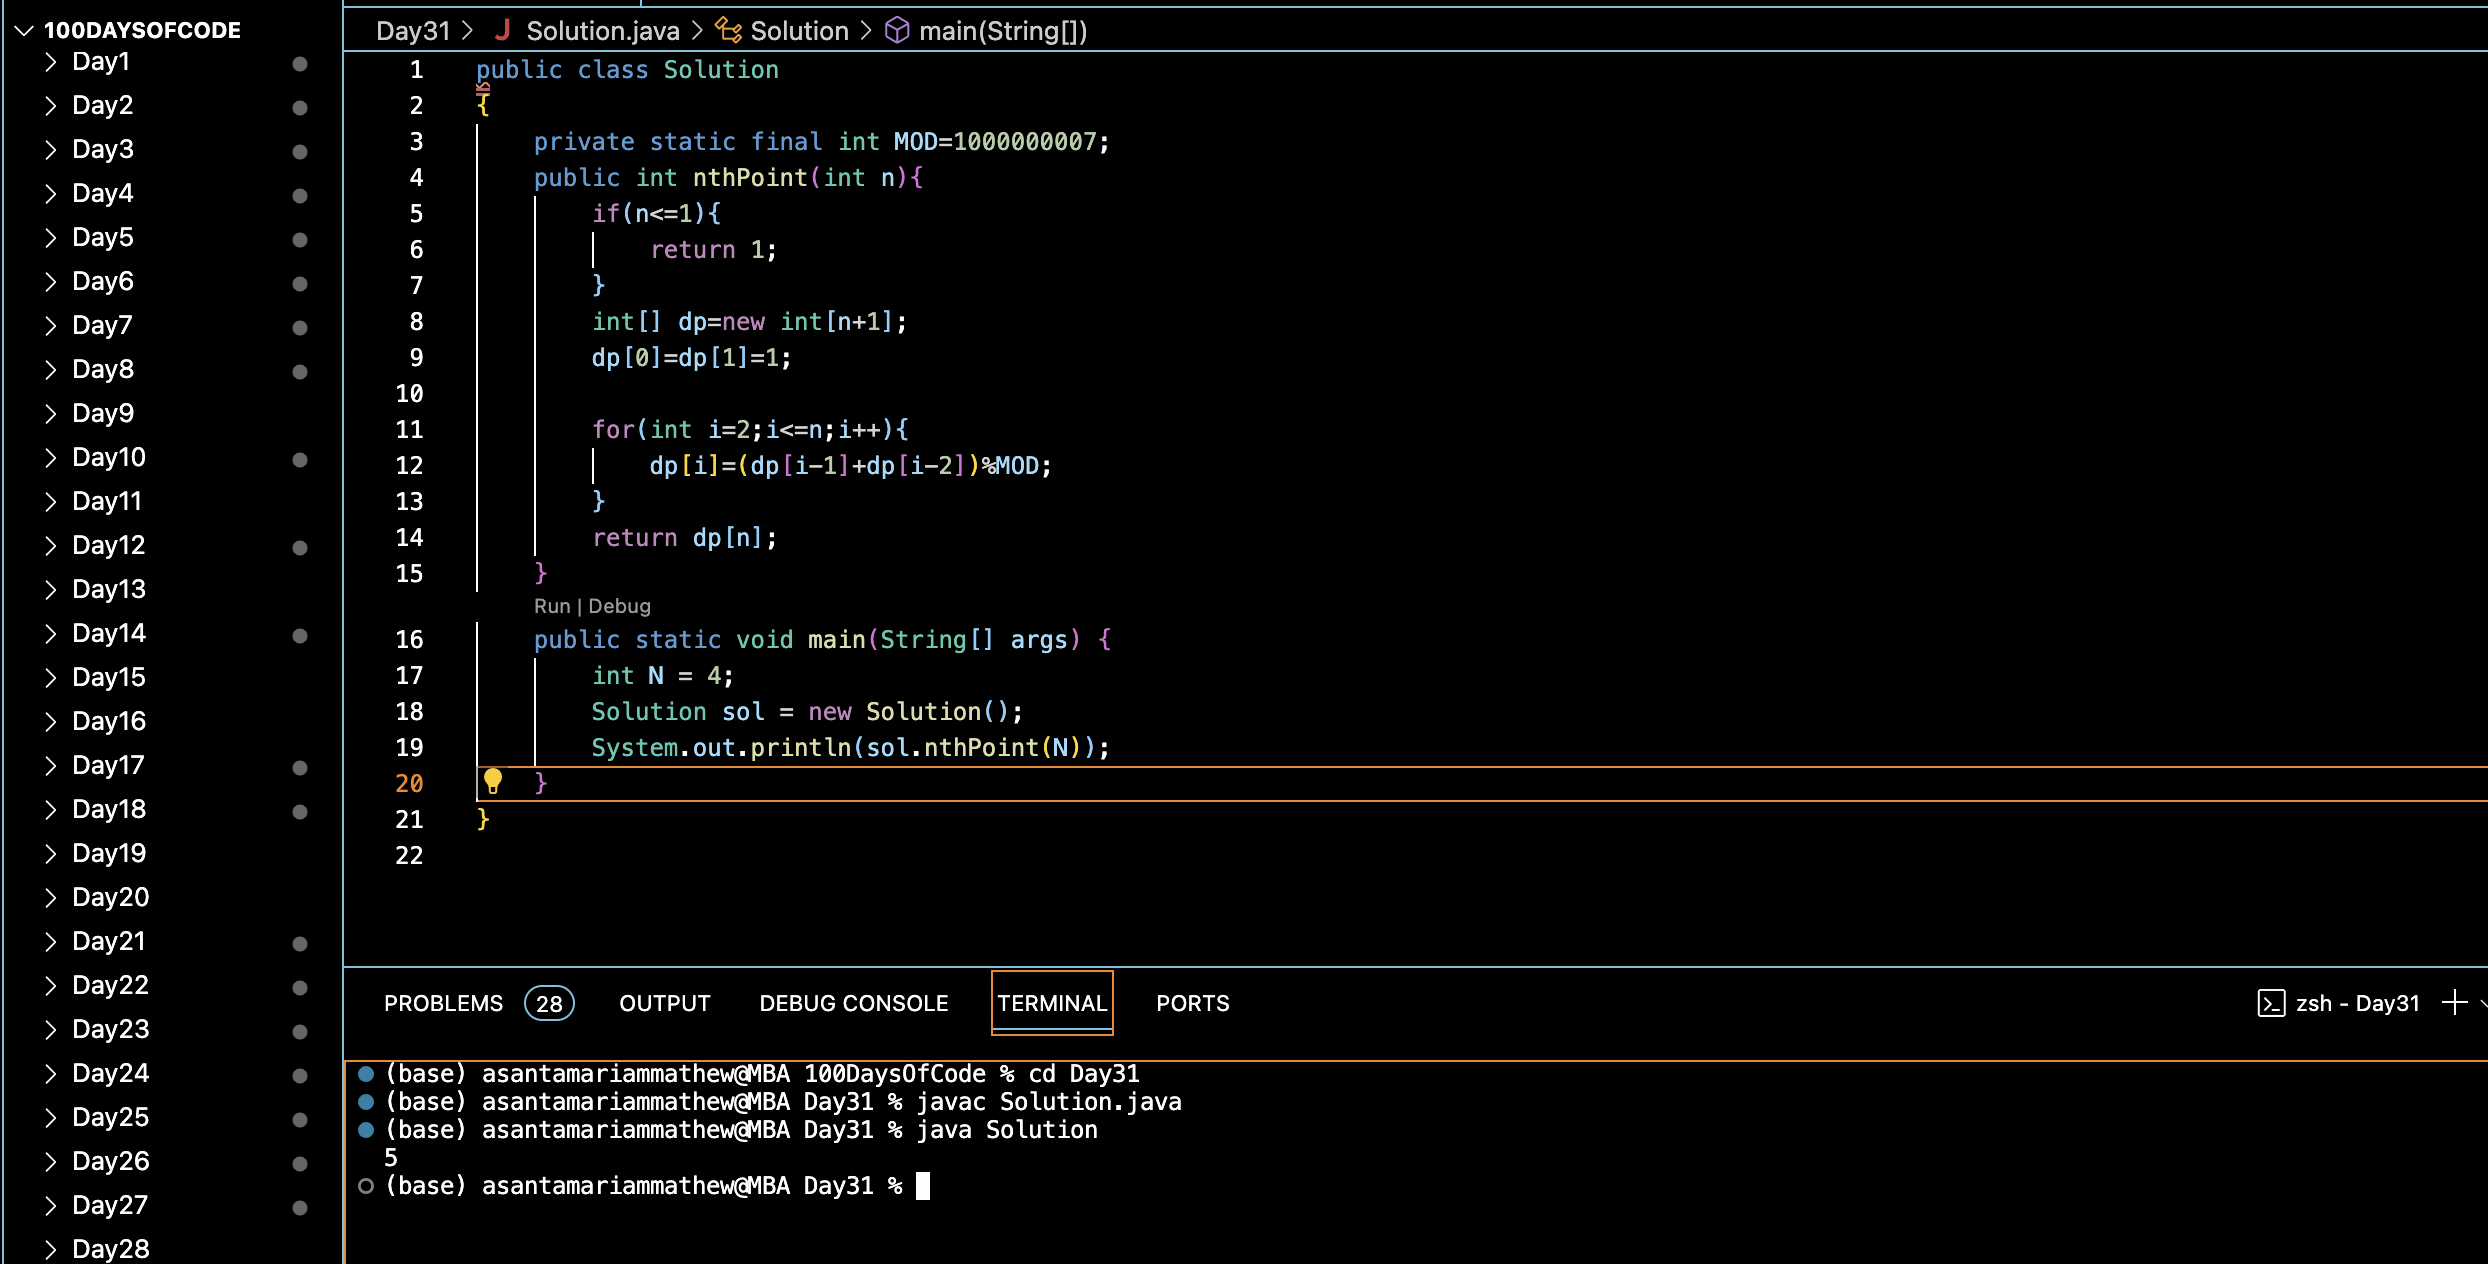 100DAYSOFCODE
Day1
Day2
Day3
Day4
Day5
Day6
Day7
Day8
Day9
Day10
Day11
Day12
Day13
Day14
Day15
Day16
Day17
Day18
Day19
Day20
Day21
Day22
Day23
Day24
Day25
Day26
Day27
Day28
Day31 > J Solution.java > Solution > main(String[])
1 public class Solution
2 {
3     private static final int MOD=1000000007;
4     public int nthPoint(int n){
5         if(n<=1){
6             return 1;
7         }
8         int[] dp=new int[n+1];
9         dp[0]=dp[1]=1;
10
11         for(int i=2;i<=n;i++){
12             dp[i]=(dp[i-1]+dp[i-2])%MOD;
13         }
14         return dp[n];
15     }
Run | Debug
16     public static void main(String[] args) {
17         int N = 4;
18         Solution sol = new Solution();
19         System.out.println(sol.nthPoint(N));
20     }
21 }
22
PROBLEMS 28 OUTPUT DEBUG CONSOLE TERMINAL PORTS zsh - Day31
(base) asantamariammathew@MBA 100DaysOfCode % cd Day31
(base) asantamariammathew@MBA Day31 % javac Solution.java
(base) asantamariammathew@MBA Day31 % java Solution
5
(base) asantamariammathew@MBA Day31 %